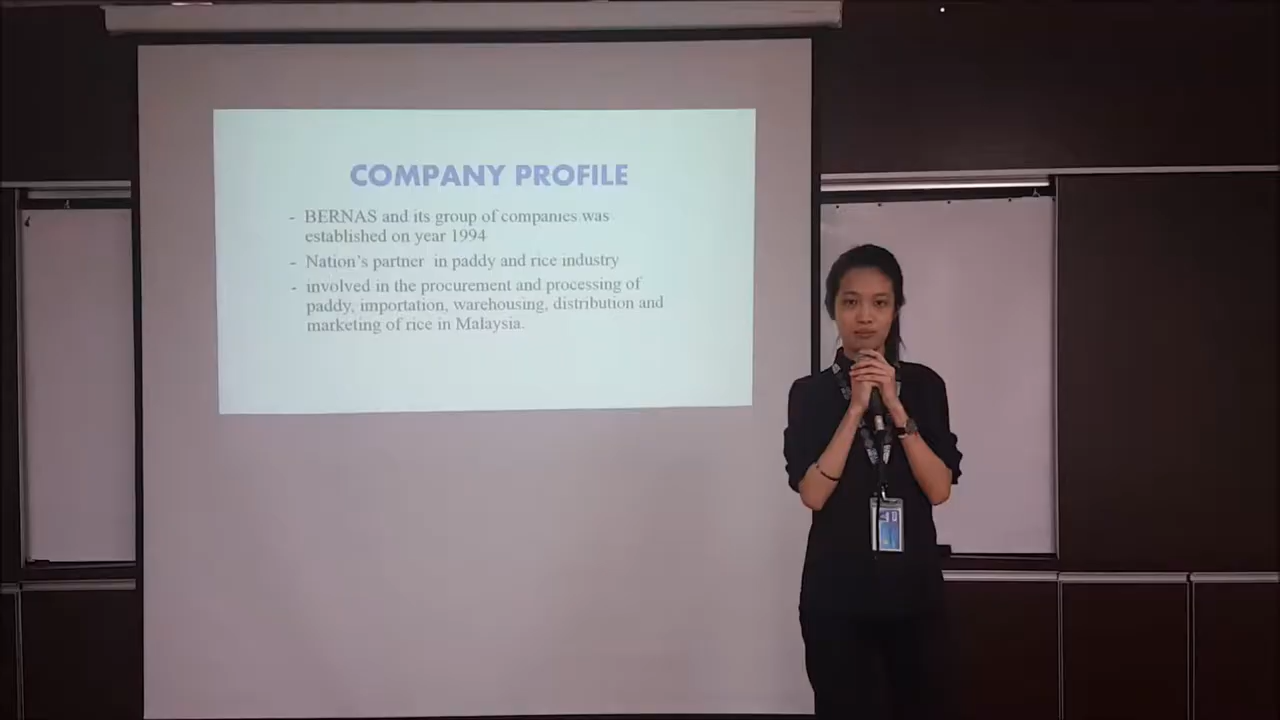 COMPANY PROFILE
- BERNAS and its group of companies was
established on year 1994
- Nation's partner in paddy and rice industry
- involved in the procurement and processing of
paddy, importation, warehousing, distribution and
marketing of rice in Malaysia.